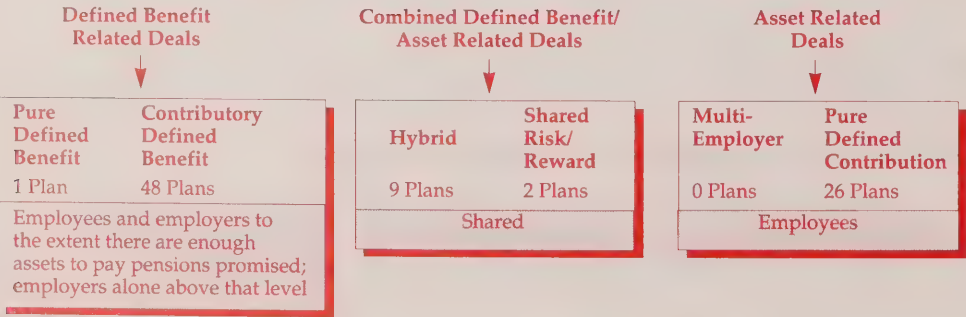 Defined Benefit
Related Deals
Pure
Defined
Benefit
Contributory
Defined
Benefit
1 Plan
48 Plans
Employees and employers to
the extent there are enough
assets to pay pensions promised;
employers alone above that level
Combined Defined Benefit/
Asset Related Deals
Hybrid
Shared
Risk/
Reward
9 Plans
2 Plans
Shared
Asset Related
Deals
Multi-
Employer
Pure
Defined
Contribution
0 Plans
26 Plans
Employees